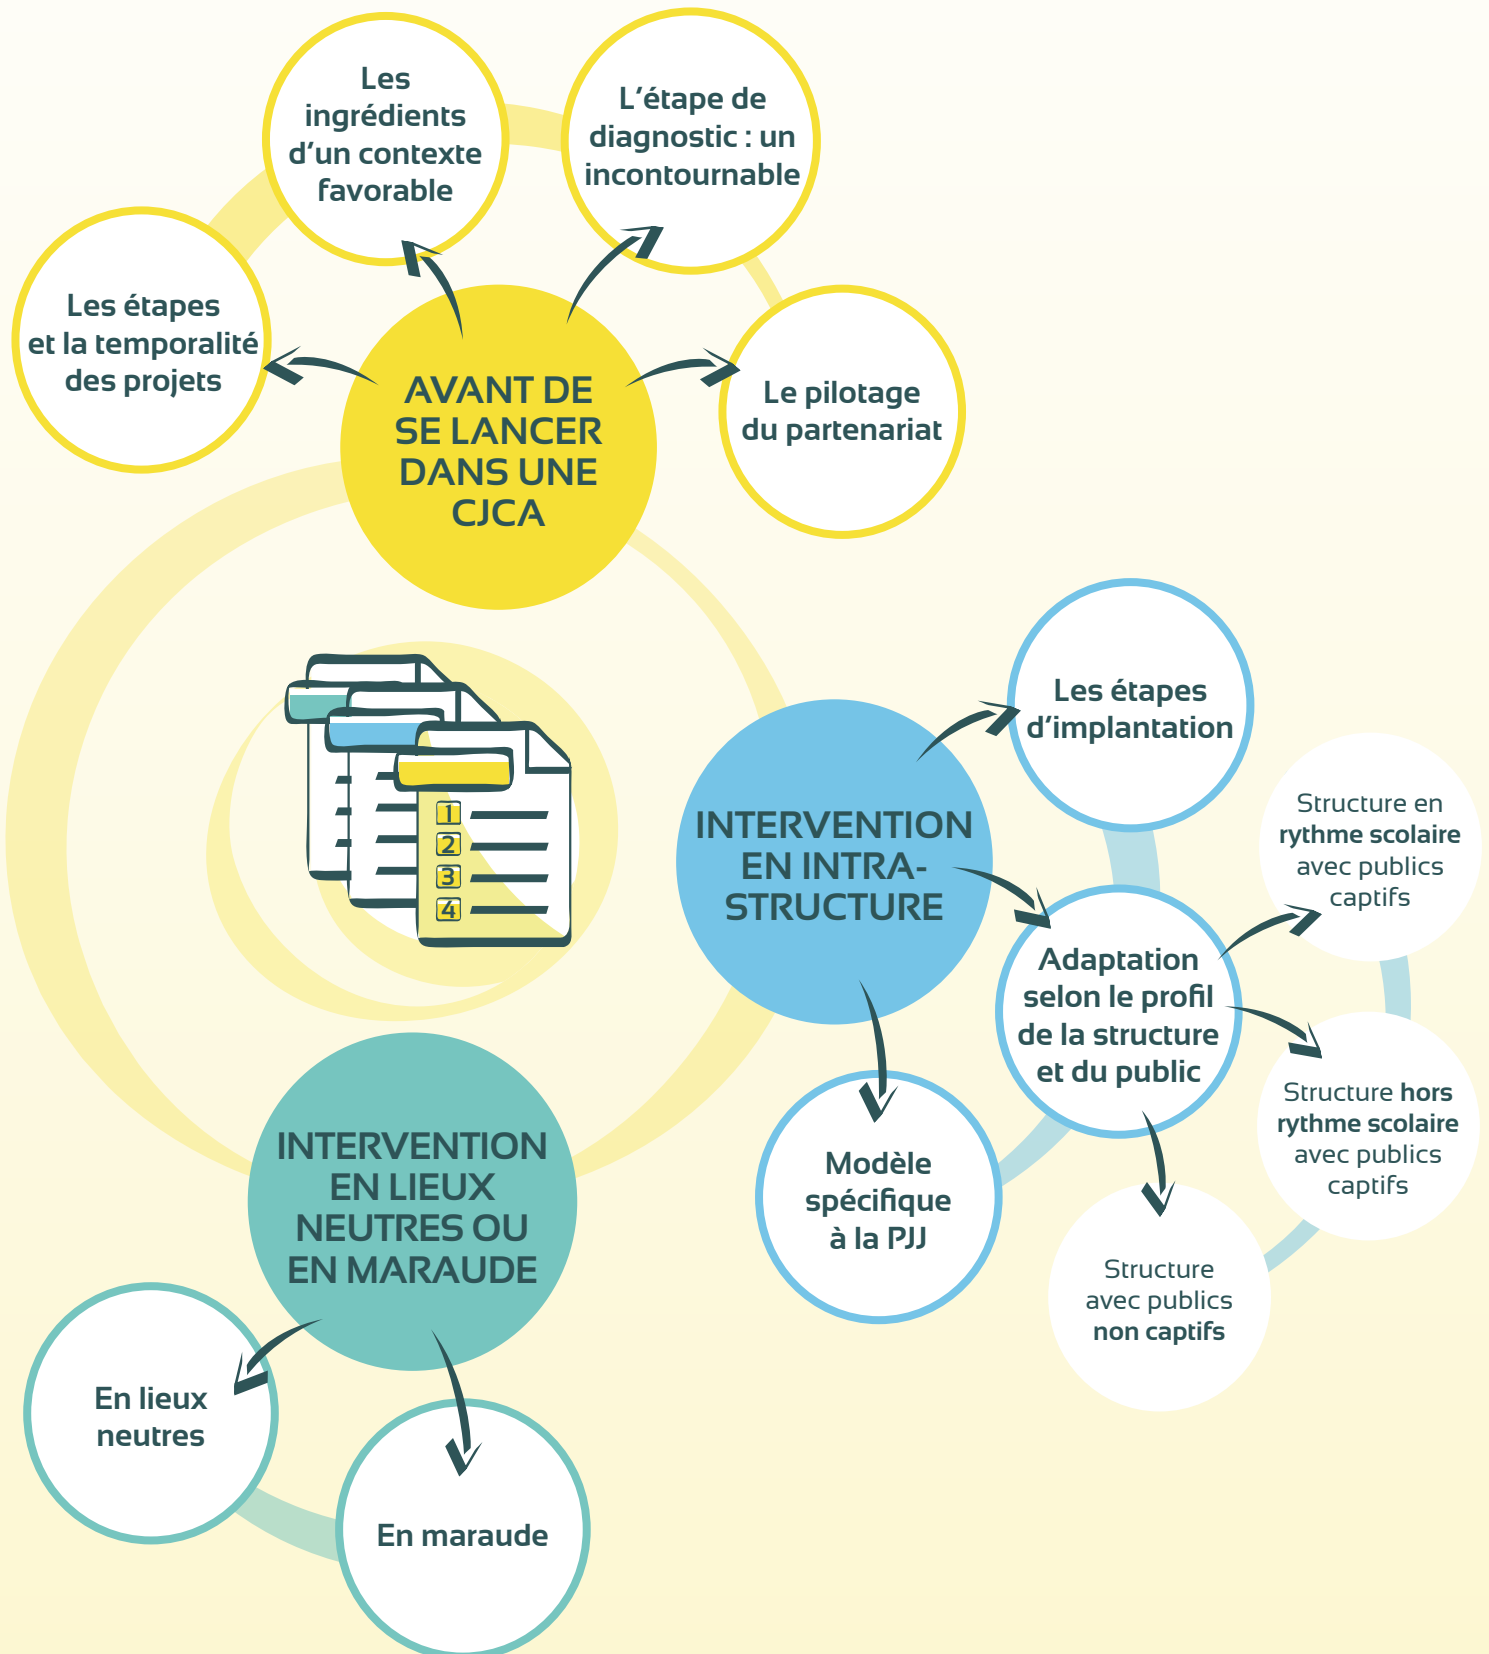 Les
ingrédients
d'un contexte
favorable
L'étape de
diagnostic : un
incontournable
Les étapes
et la temporalité
des projets
AVANT DE
SE LANCER
DANS UNE
CJCA
Le pilotage
du partenariat
1
2
3
4
Les étapes
d'implantation
INTERVENTION
EN INTRA-
STRUCTURE
Structure en
rythme scolaire
avec publics
captifs
Adaptation
selon le profil
de la structure
et du public
Structure hors
rythme scolaire
avec publics
captifs
Modèle
spécifique
à la PJJ
Structure
avec publics
non captifs
INTERVENTION
EN LIEUX
NEUTRES OU
EN MARAUDE
En lieux
neutres
En maraude